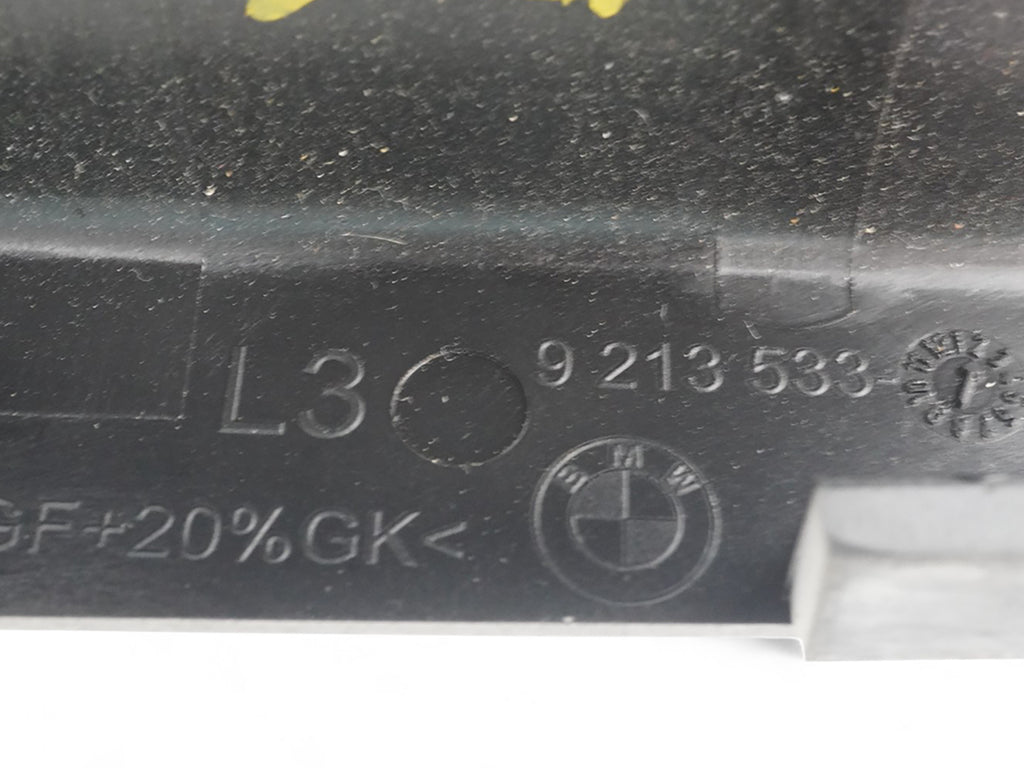 L3
9 213 533-
BMW
GF+20%GK<